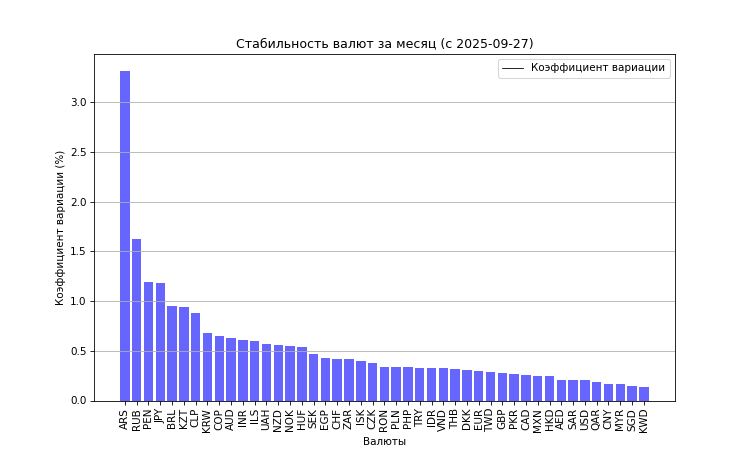 Стабильность валют за месяц (с 2025-09-27)
Коэффициент вариации
Коэффициент вариации (%)
3.0
2.5
2.0
1.5
1.0
0.5
0.0
ARS RUB PEN JPY BRL KZT CLP KRW COP AUD INR ILS UAH NZD NOK HUF SEK EGP CHF ZAR ISK CZK RON PLN PHP TRY IDR VND THB DKK EUR TWD GBP PKR CAD MXN HKD AED SAR USD QAR CNY MYR SGD KWD
Валюты